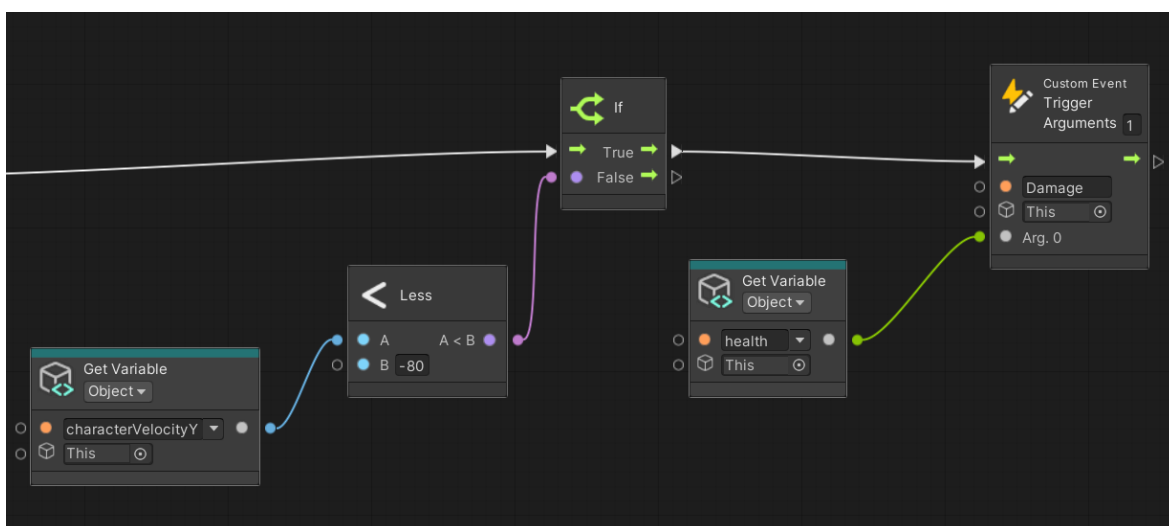 If
True
False
Custom Event
Trigger
Arguments 1
Damage
This
Arg. 0
Less
A A < B
B -80
Get Variable
Object
health
This
Get Variable
Object
characterVelocityY
This